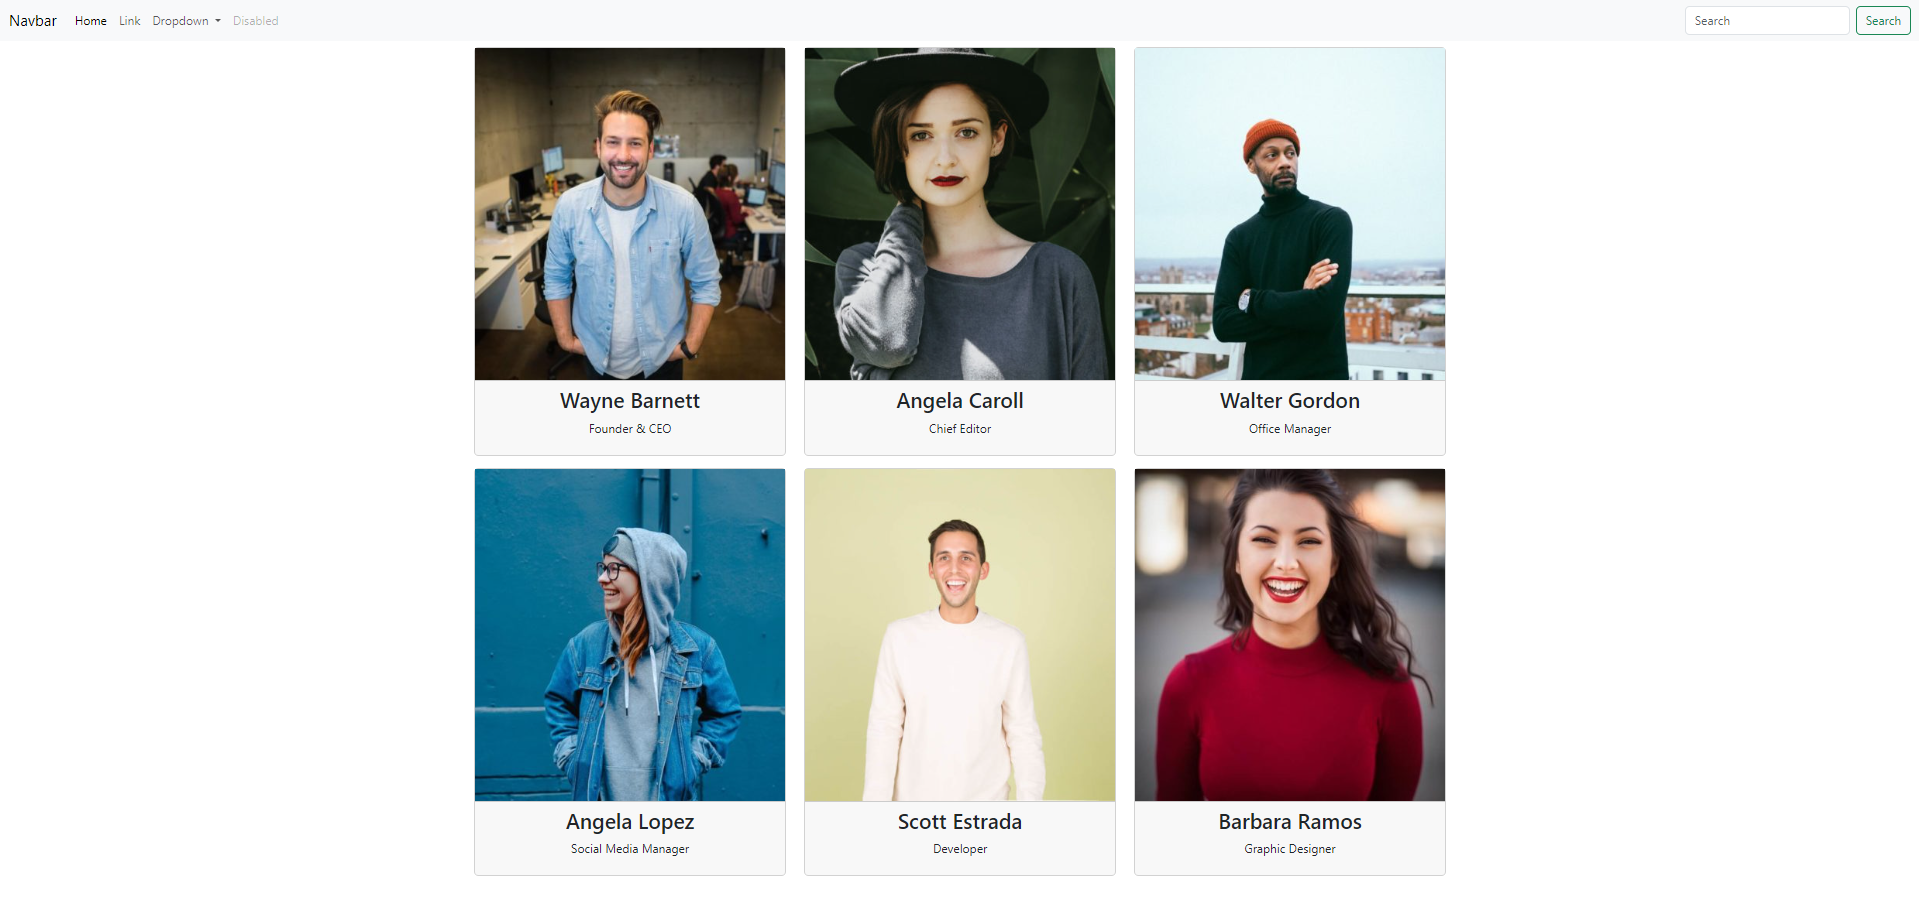 Navbar Home Link Dropdown Disabled Search Search
Wayne Barnett
Founder & CEO
Angela Caroll
Chief Editor
Walter Gordon
Office Manager
Angela Lopez
Social Media Manager
Scott Estrada
Developer
Barbara Ramos
Graphic Designer